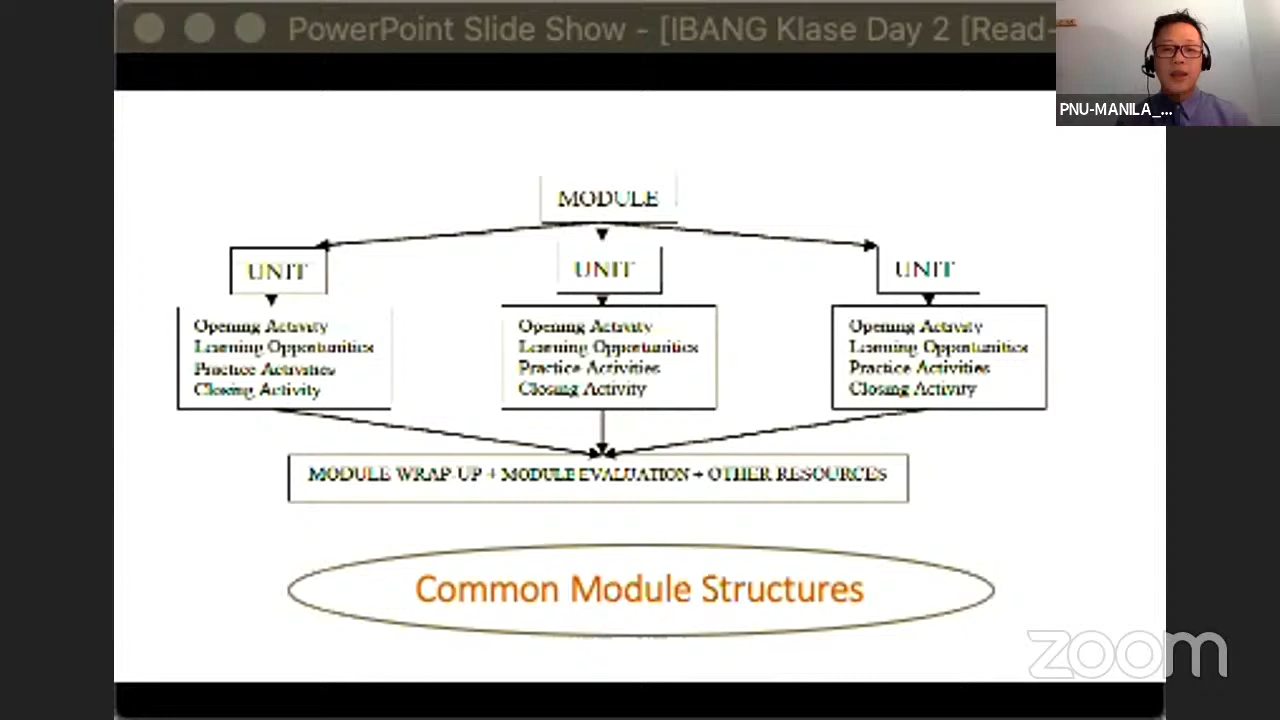 PowerPoint Slide Show - [IBANG Klase Day 2 [Read-
PNU-MANILA_...
MODULE
UNIT
UNIT
UNIT
Opening Activity
Learning Opportunities
Practice Activities
Closing Activity
Opening Activity
Learning Opportunities
Practice Activities
Closing Activity
Opening Activity
Learning Opportunities
Practice Activities
Closing Activity
MODULE WRAP-UP + MODULE EVALUATION + OTHER RESOURCES
Common Module Structures
zoom